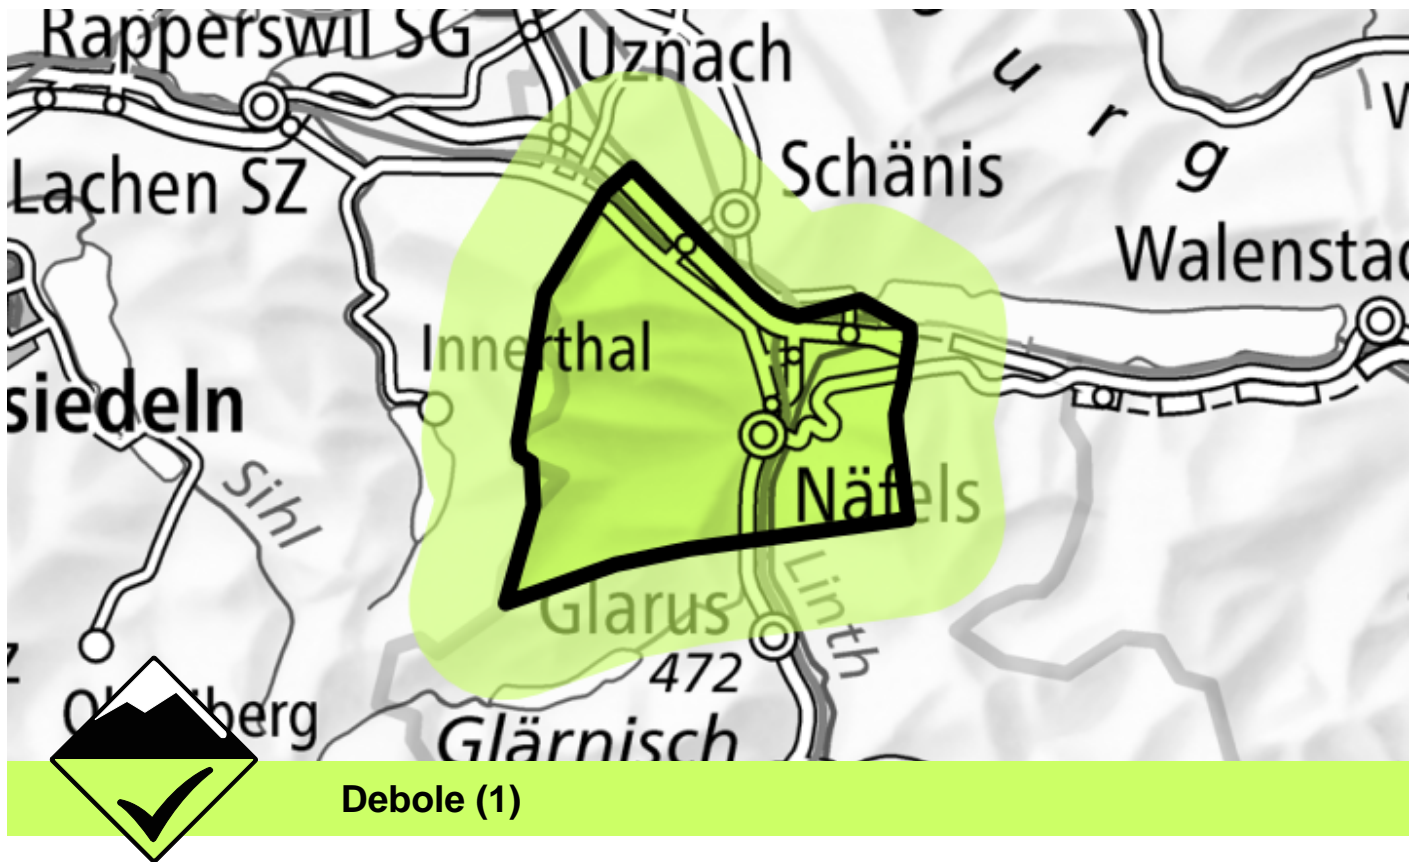 Rapperswil SG
Uznach
u r g
Schänis
Lachen SZ
Walenstad
Innerthal
siedeln
Näfels
Sihl
Linth
Glarus
472
Glärnisch
Debole (1)